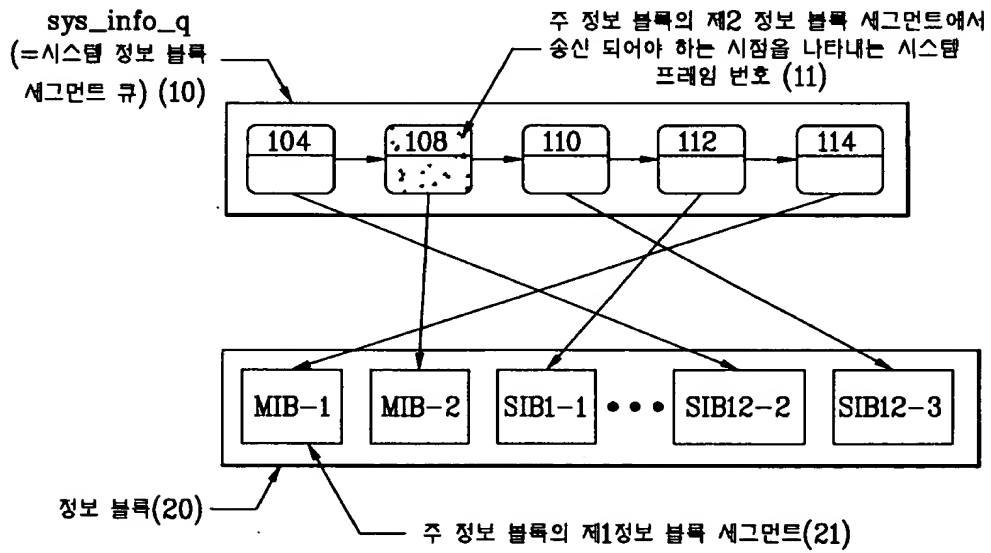 sys_info_q
(=시스템 정보 블록
세그먼트 큐) (10)
주 정보 블록의 제2 정보 블록 세그먼트에서
송신 되어야 하는 시점을 나타내는 시스템
프레임 번호 (11)
104
108
110
112
114
MIB-1
MIB-2
SIB1-1
SIB12-2
SIB12-3
정보 블록(20)
주 정보 블록의 제1정보 블록 세그먼트(21)